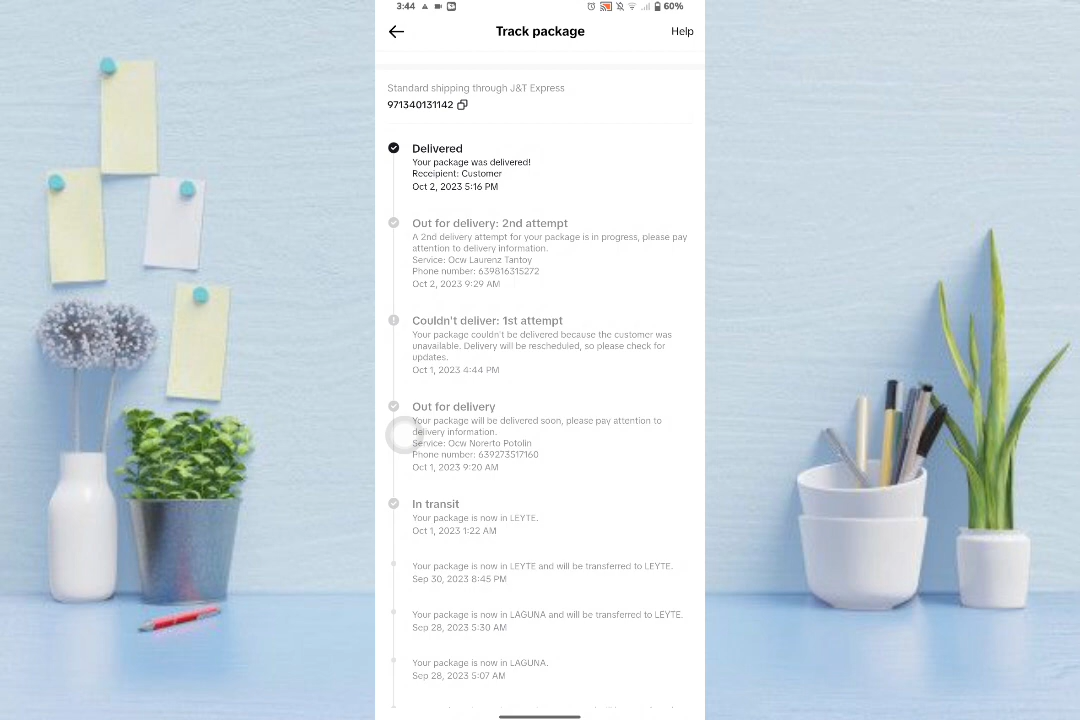 3:44
60%
Track package
Help
Standard shipping through J&T Express
971340131142
Delivered
Your package was delivered!
Receipient: Customer
Oct 2, 2023 5:16 PM
Out for delivery: 2nd attempt
A 2nd delivery attempt for your package is in progress, please pay
attention to delivery information.
Service: Ocw Laurenz Tantoy
Phone number: 639816315272
Oct 2, 2023 9:29 AM
Couldn't deliver: 1st attempt
Your package couldn't be delivered because the customer was
unavailable. Delivery will be rescheduled, so please check for
updates.
Oct 1, 2023 4:44 PM
Out for delivery
Your package will be delivered soon, please pay attention to
delivery information.
Service: Ocw Norerto Potolin
Phone number: 639273517160
Oct 1, 2023 9:20 AM
In transit
Your package is now in LEYTE.
Oct 1, 2023 1:22 AM
Your package is now in LEYTE and will be transferred to LEYTE.
Sep 30, 2023 8:45 PM
Your package is now in LAGUNA and will be transferred to LEYTE.
Sep 28, 2023 5:30 AM
Your package is now in LAGUNA.
Sep 28, 2023 5:07 AM